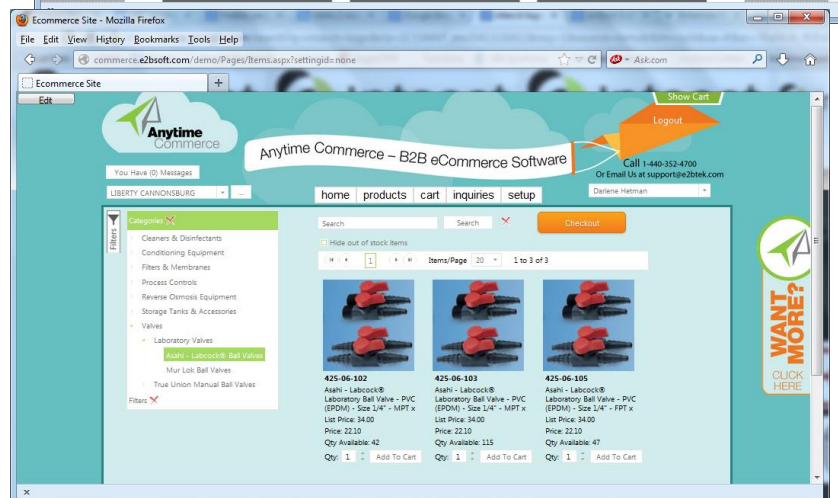 Ecommerce Site - Mozilla Firefox
File Edit View History Bookmarks Tools Help
commerce.e2bsoft.com/demo/Pages/Items.aspx?settingid=none
Ask.com
Ecommerce Site
+
Edit
Show Cart
Logout
Anytime
Commerce
Anytime Commerce – B2B eCommerce Software
Call 1-440-352-4700
Or Email Us at support@e2btek.com
You Have (0) Messages
LIBERTY CANNONSBURG
...
home products cart inquiries setup
Darlene Hetman
Filters
Categories
Cleaners & Disinfectants
Conditioning Equipment
Filters & Membranes
Process Controls
Reverse Osmosis Equipment
Storage Tanks & Accessories
Valves
Laboratory Valves
Asahi - Labcock® Ball Valves
Mur Lok Ball Valves
True Union Manual Ball Valves
Filters
Search Search Checkout
Hide out of stock items
1 Items/Page 20 1 to 3 of 3
425-06-102
Asahi - Labcock®
Laboratory Ball Valve - PVC
(EPDM) - Size 1/4" - MPT x
List Price: 34.00
Price: 22.10
Qty Available: 42
Qty: 1 Add To Cart
425-06-103
Asahi - Labcock®
Laboratory Ball Valve - PVC
(EPDM) - Size 1/4" - MPT x
List Price: 34.00
Price: 22.10
Qty Available: 115
Qty: 1 Add To Cart
425-06-105
Asahi - Labcock®
Laboratory Ball Valve - PVC
(EPDM) - Size 1/4" - FPT x
List Price: 34.00
Price: 22.10
Qty Available: 47
Qty: 1 Add To Cart
WANT
MORE?
CLICK
HERE